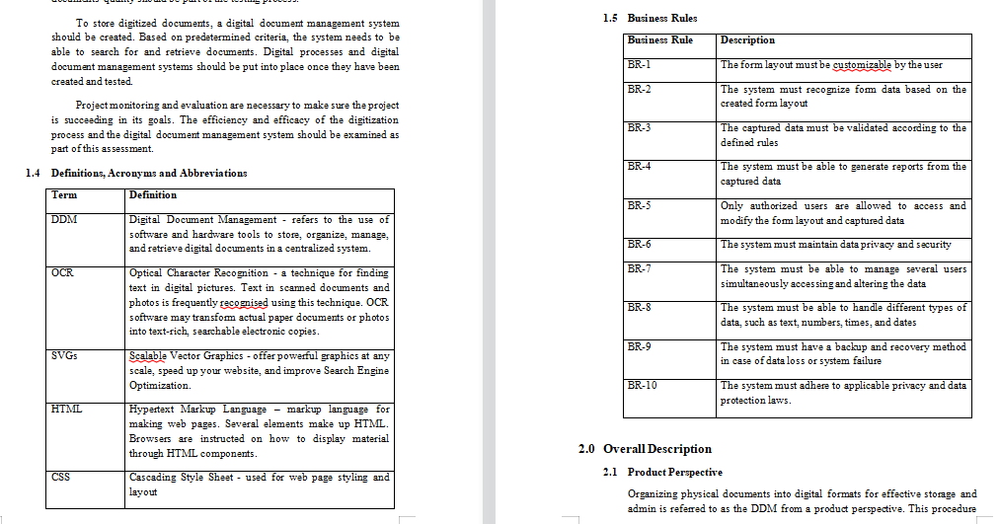 To store digitized documents, a digital document management system
should be created. Based on predetermined criteria, the system needs to be
able to search for and retrieve documents. Digital processes and digital
document management systems should be put into place once they have been
created and tested.
Project monitoring and evaluation are necessary to make sure the project
is succeeding in its goals. The efficiency and efficacy of the digitization
process and the digital document management system should be examined as
part of this assessment.
1.4 Definitions, Acronyms and Abbreviations
Term Definition
DDM Digital Document Management - refers to the use of
software and hardware tools to store, organize, manage,
and retrieve digital documents in a centralized system.
OCR Optical Character Recognition - a technique for finding
text in digital pictures. Text in scanned documents and
photos is frequently recognised using this technique. OCR
software may transform actual paper documents or photos
into text-rich, searchable electronic copies.
SVGs Scalable Vector Graphics - offer powerful graphics at any
scale, speed up your website, and improve Search Engine
Optimization.
HTML Hypertext Markup Language – markup language for
making web pages. Several elements make up HTML.
Browsers are instructed on how to display material
through HTML components.
CSS Cascading Style Sheet - used for web page styling and
layout
1.5 Business Rules
Business Rule Description
BR-1 The form layout must be customizable by the user
BR-2 The system must recognize form data based on the
created form layout
BR-3 The captured data must be validated according to the
defined rules
BR-4 The system must be able to generate reports from the
captured data
BR-5 Only authorized users are allowed to access and
modify the form layout and captured data
BR-6 The system must maintain data privacy and security
BR-7 The system must be able to manage several users
simultaneously accessing and altering the data
BR-8 The system must be able to handle different types of
data, such as text, numbers, times, and dates
BR-9 The system must have a backup and recovery method
in case of data loss or system failure
BR-10 The system must adhere to applicable privacy and data
protection laws.
2.0 Overall Description
2.1 Product Perspective
Organizing physical documents into digital formats for effective storage and
admin is referred to as the DDM from a product perspective. This procedure